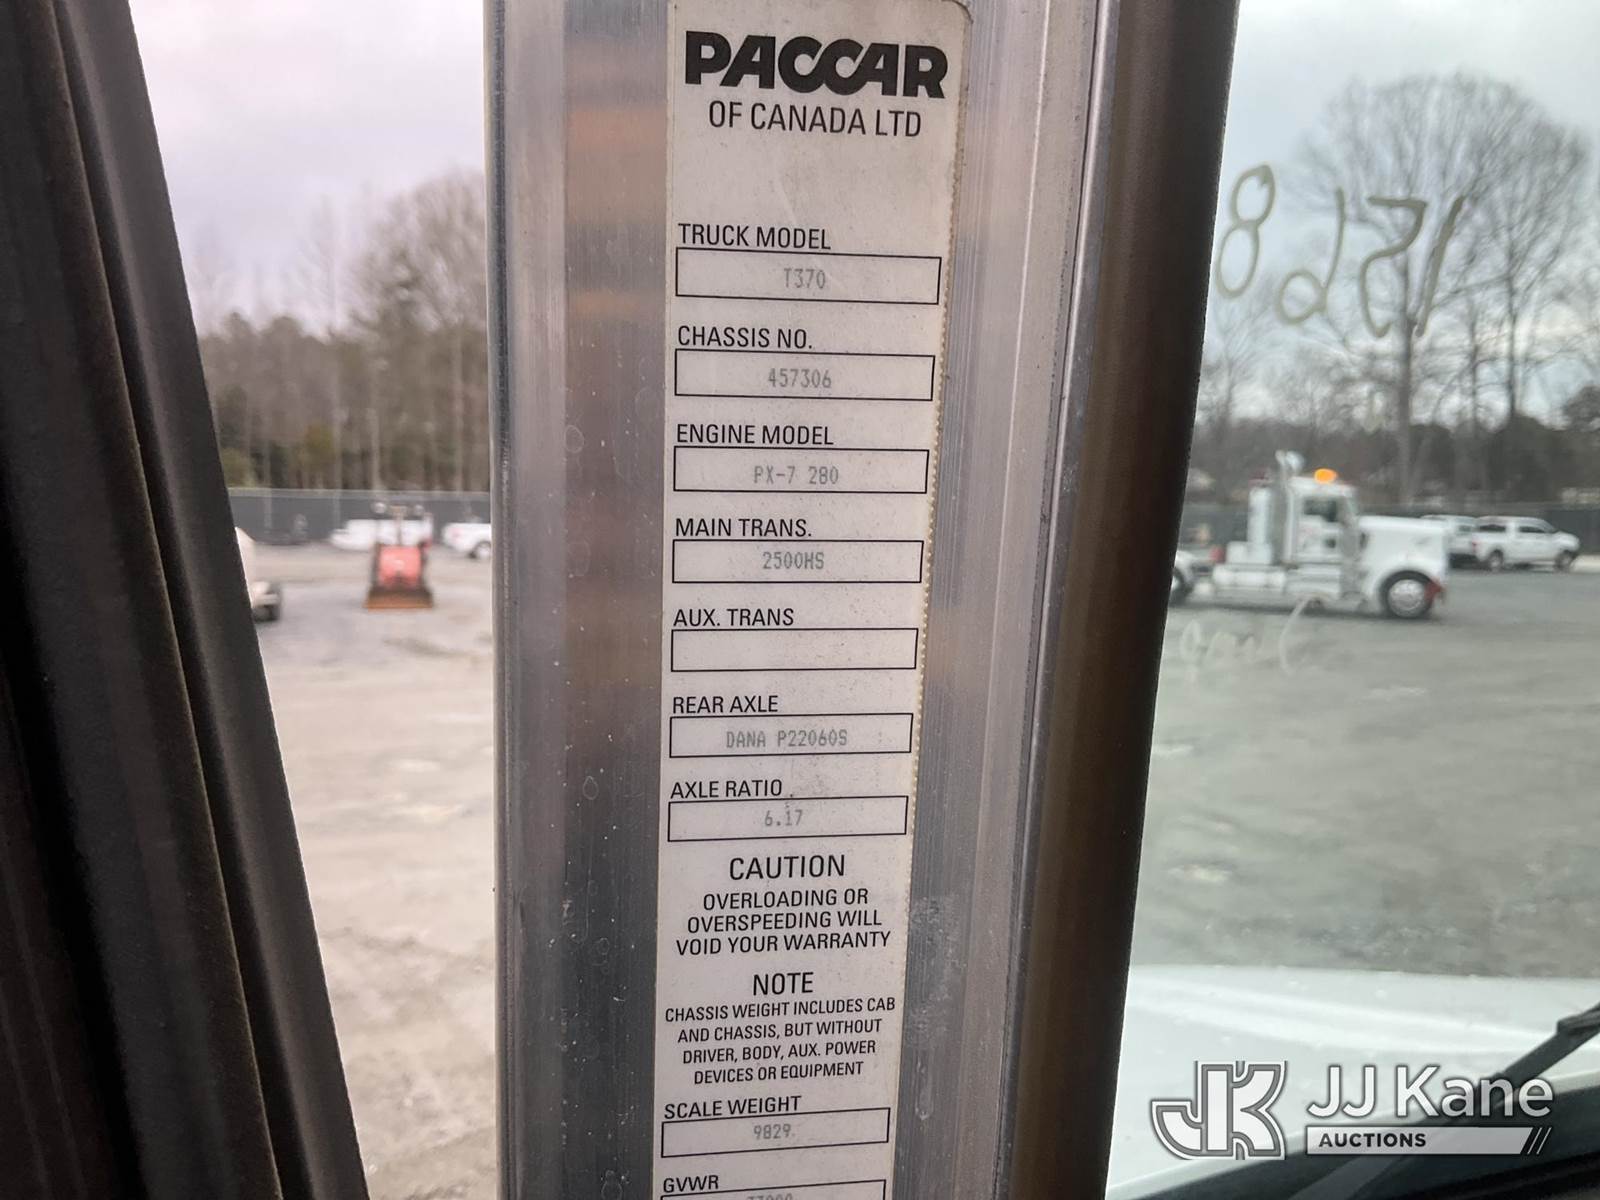 PACCAR
OF CANADA LTD
TRUCK MODEL
T370
CHASSIS NO.
457306
ENGINE MODEL
PX-7 280
MAIN TRANS.
2500HS
AUX. TRANS
REAR AXLE
DANA P22060S
AXLE RATIO
6.17
CAUTION
OVERLOADING OR
OVERSPEEDING WILL
VOID YOUR WARRANTY
NOTE
CHASSIS WEIGHT INCLUDES CAB
AND CHASSIS, BUT WITHOUT
DRIVER, BODY, AUX. POWER
DEVICES OR EQUIPMENT
SCALE WEIGHT
9829
GVWR
JJ Kane
AUCTIONS